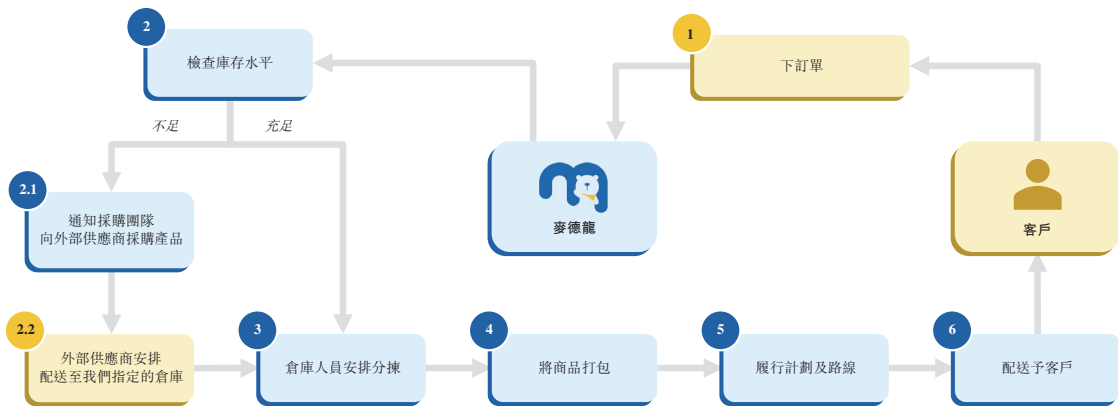 1
下訂單
2
檢查庫存水平
不足
充足
麥德龍
客戶
2.1
通知採購團隊
向外部供應商採購產品
2.2
外部供應商安排
配送至我們指定的倉庫
3
倉庫人員安排分揀
4
將商品打包
5
履行計劃及路線
6
配送予客戶